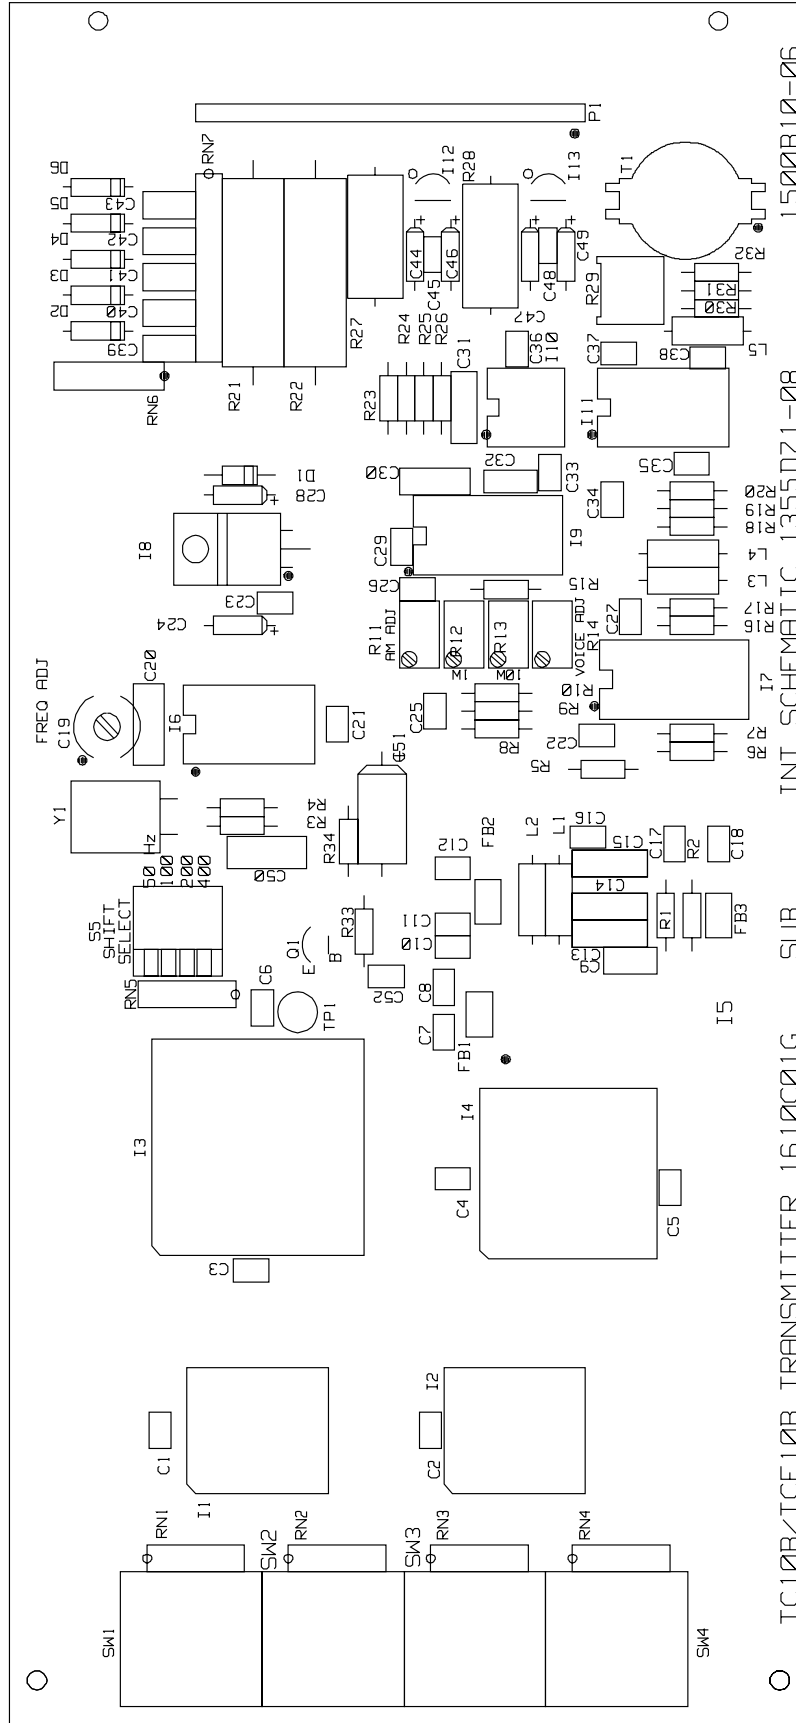 P1
RN7
I12
R28
I13
T1
D6
D5
C43
D4
C42
D3
C41
D2
C40
C39
C44
C45
C46
C48
C49
C47
R32
R29
R31
R30
L5
R24
R25
R26
R27
RN6
R21
R22
R23
C31
C36
I10
C37
I11
C38
D1
C28
C30
C32
C33
C34
C35
R20
R19
R18
I8
C29
I9
L4
L3
C23
C26
R15
C24
R11
AM ADJ
R12
1M
R13
10M
VOICE ADJ
R14
C27
R17
R16
FREQ ADJ
C19
C20
I6
C21
C25
R10
R9
R8
I7
C22
R7
R6
R5
Y1
Hz
R4
R3
C50
R34
C51
C12
FB2
L2
L1
C16
C15
C17
R2
C18
C14
50
100
200
400
S5
SHIFT
SELECT
Q1
E
B
R33
C11
C10
R1
FB3
C13
C9
RN5
C6
TP1
C52
C8
C7
FB1
I5
I3
I4
C4
C5
C3
C1
I1
C2
I2
RN1
SW2
RN2
SW3
RN3
RN4
SW1
SW4
TC10B/TCF10B TRANSMITTER 1610C01G SUB INT SCHEMATIC 1355D71-08 1500B10-06